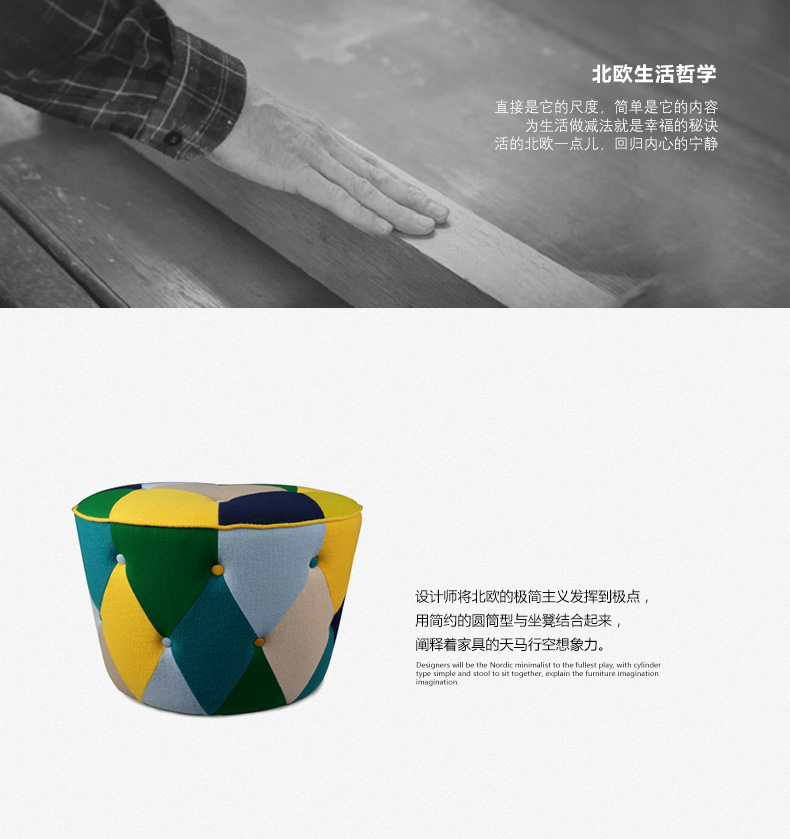 北欧生活哲学
直接是它的尺度，简单是它的内容
为生活做减法就是幸福的秘诀
活的北欧一点儿，回归内心的宁静
设计师将北欧的极简主义发挥到极点，
用简约的圆筒型与坐凳结合起来，
阐释着家具的天马行空想象力。
Designers will be the Nordic minimalist to the fullest play, with cylinder
type simple and stool to sit together, explain the furniture imagination
imagination.